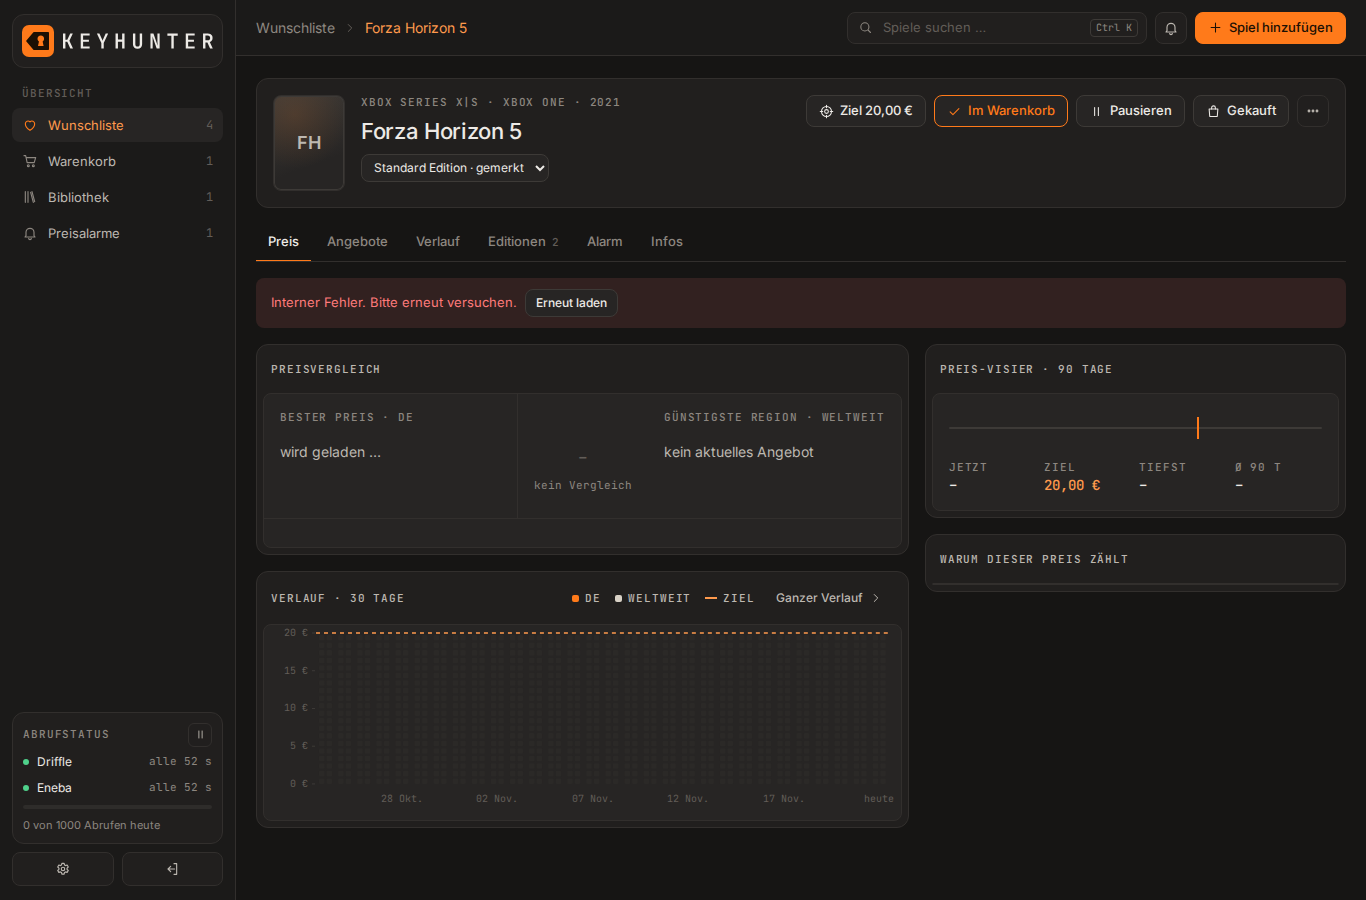 KEYHUNTER
ÜBERSICHT
Wunschliste 4
Warenkorb 1
Bibliothek 1
Preisalarme 1
ABRUFSTATUS
Driffle alle 52 s
Eneba alle 52 s
0 von 1000 Abrufen heute
Wunschliste Forza Horizon 5
Spiele suchen ... Ctrl K
Spiel hinzufügen
FH
XBOX SERIES X|S · XBOX ONE · 2021
Forza Horizon 5
Standard Edition · gemerkt
Ziel 20,00 € Im Warenkorb Pausieren Gekauft
Preis Angebote Verlauf Editionen 2 Alarm Infos
Interner Fehler. Bitte erneut versuchen. Erneut laden
PREISVERGLEICH
BESTER PREIS · DE
wird geladen ...
–
kein Vergleich
GÜNSTIGSTE REGION · WELTWEIT
kein aktuelles Angebot
VERLAUF · 30 TAGE
DE WELTWEIT ZIEL Ganzer Verlauf
20 €
15 €
10 €
5 €
0 €
28 Okt. 02 Nov. 07 Nov. 12 Nov. 17 Nov. heute
PREIS-VISIER · 90 TAGE
JETZT ZIEL TIEFST Ø 90 T
– 20,00 € – –
WARUM DIESER PREIS ZÄHLT